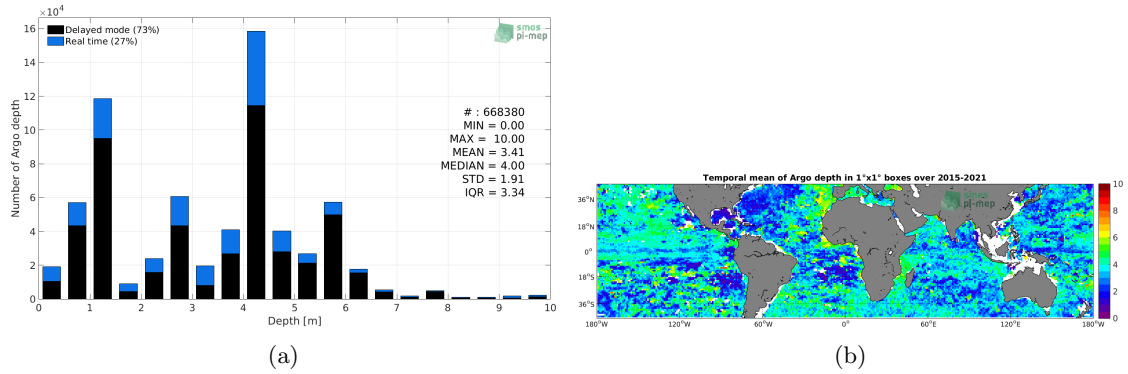 ×10⁴
Number of Argo depth
16
14
12
10
8
6
4
2
0
Delayed mode (73%)
Real time (27%)
smos
pi-mep
# : 668380
MIN = 0.00
MAX = 10.00
MEAN = 3.41
MEDIAN = 4.00
STD = 1.91
IQR = 3.34
0 1 2 3 4 5 6 7 8 9 10
Depth [m]
(a)
Temporal mean of Argo depth in 1°x1° boxes over 2015-2021
smos
pi-mep
36°N
18°N
0°
18°S
36°S
180°W 120°W 60°W 0° 60°E 120°E 180°W
10
8
6
4
2
0
(b)